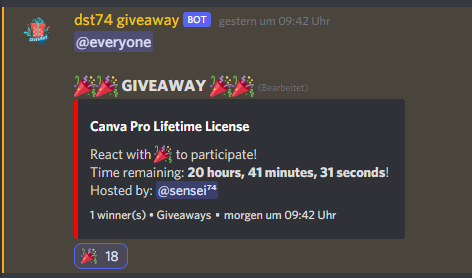 dst74 giveaway BOT gestern um 09:42 Uhr
@everyone
🎉🎉 GIVEAWAY 🎉🎉 (Bearbeitet)
Canva Pro Lifetime License
React with 🎉 to participate!
Time remaining: 20 hours, 41 minutes, 31 seconds!
Hosted by: @sensei⁷⁴
1 winner(s) • Giveaways • morgen um 09:42 Uhr
🎉 18